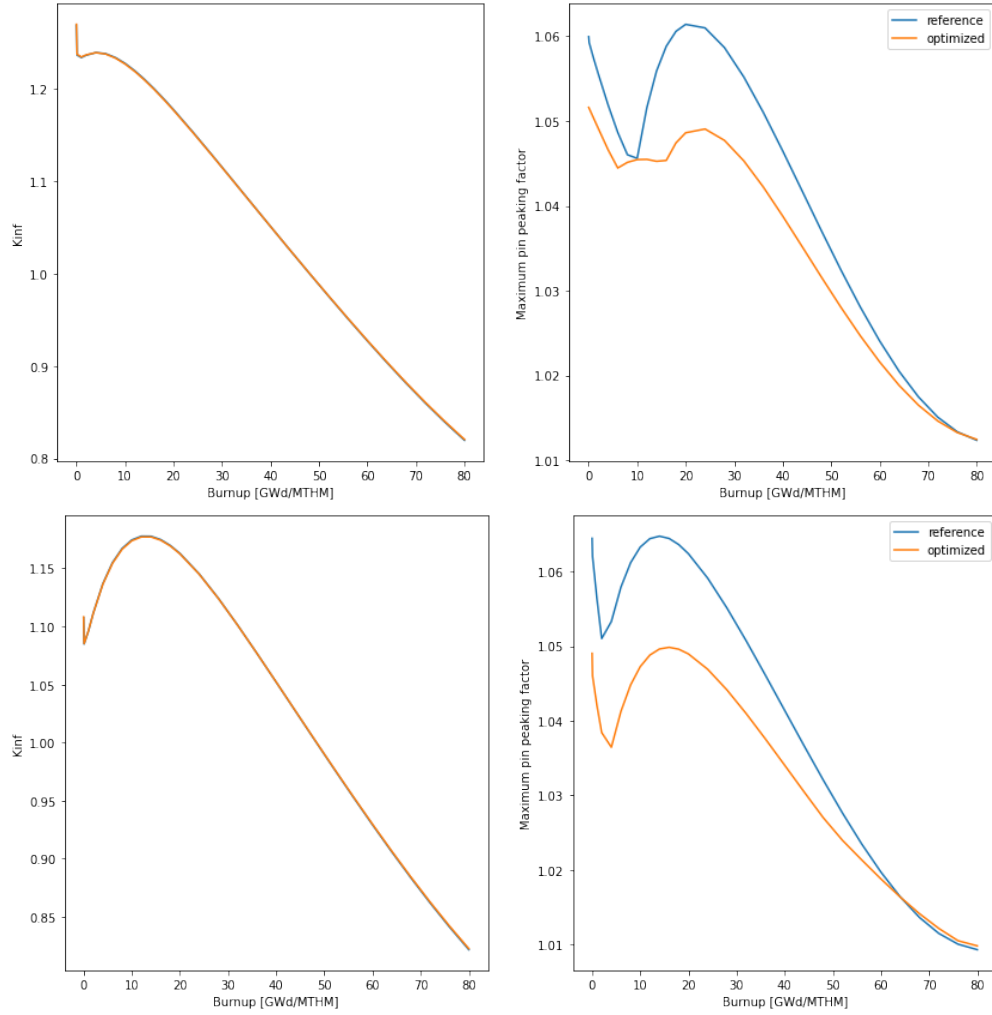 1.2
1.1
1.0
0.9
0.8
Kinf
0 10 20 30 40 50 60 70 80
Burnup [GWd/MTHM]
reference
optimized
1.06
1.05
1.04
1.03
1.02
1.01
Maximum pin peaking factor
0 10 20 30 40 50 60 70 80
Burnup [GWd/MTHM]
1.15
1.10
1.05
1.00
0.95
0.90
0.85
Kinf
0 10 20 30 40 50 60 70 80
Burnup [GWd/MTHM]
reference
optimized
1.06
1.05
1.04
1.03
1.02
1.01
Maximum pin peaking factor
0 10 20 30 40 50 60 70 80
Burnup [GWd/MTHM]